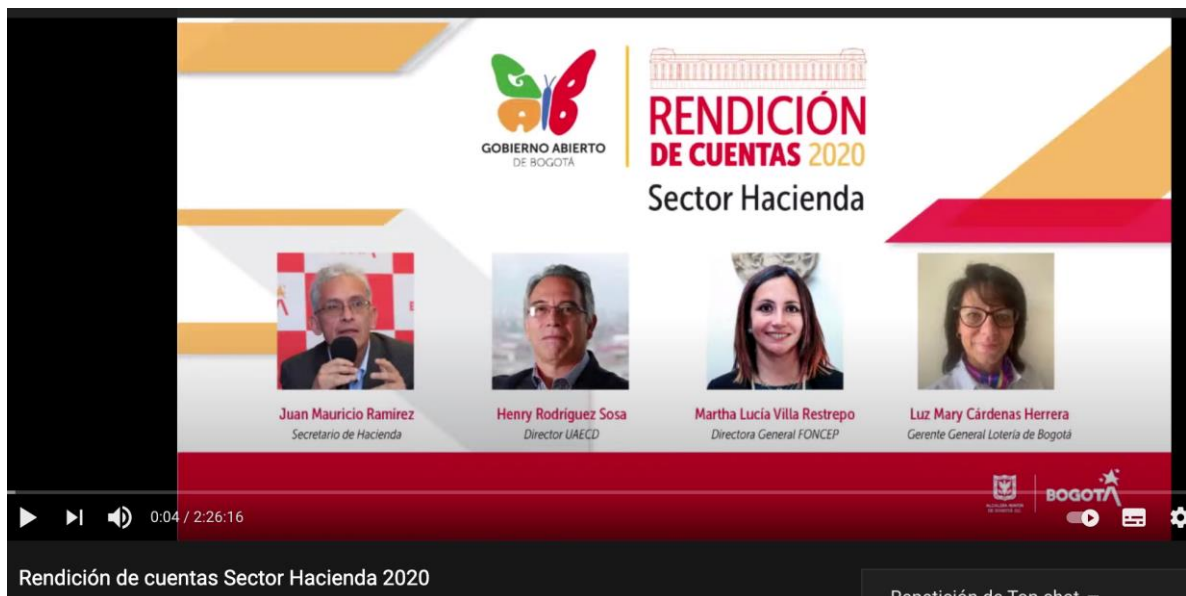 GAB
GOBIERNO ABIERTO
DE BOGOTÁ
RENDICIÓN
DE CUENTAS 2020
Sector Hacienda
Juan Mauricio Ramírez
Secretario de Hacienda
Henry Rodríguez Sosa
Director UAECD
Martha Lucía Villa Restrepo
Directora General FONCEP
Luz Mary Cárdenas Herrera
Gerente General Lotería de Bogotá
BOGOTÁ
0:04 / 2:26:16
Rendición de cuentas Sector Hacienda 2020